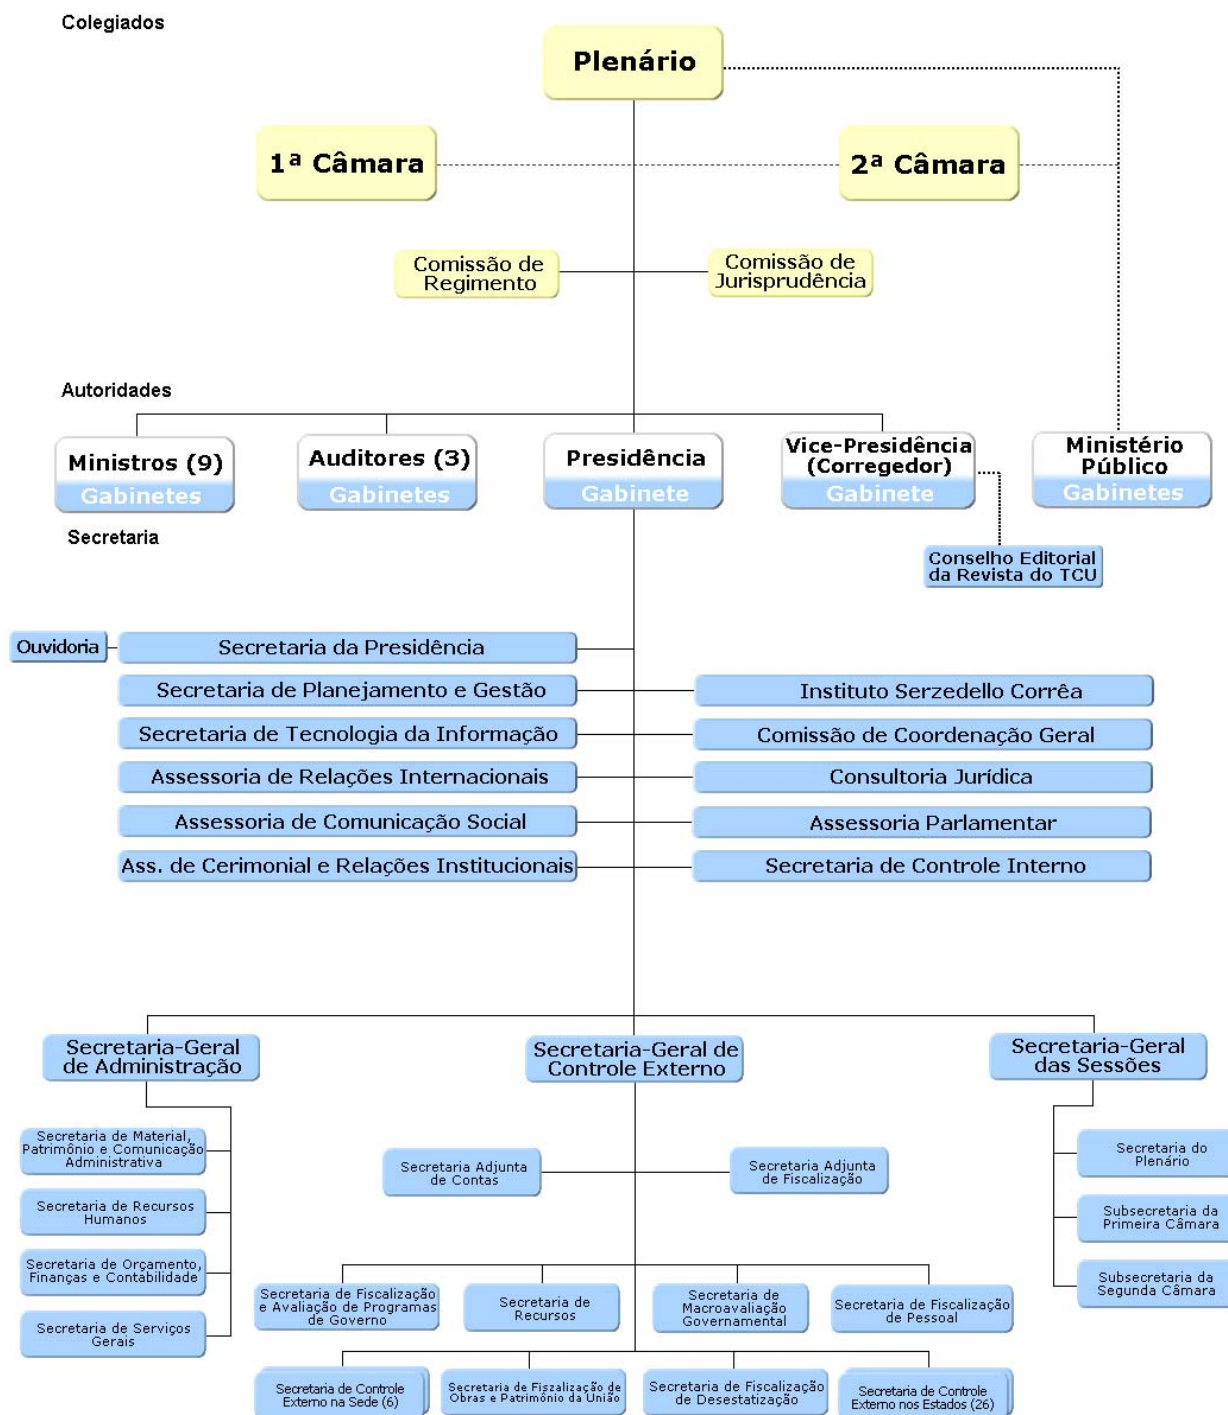 Colegiados
Plenário
1ª Câmara
2ª Câmara
Comissão de
Regimento
Comissão de
Jurisprudência
Autoridades
Ministros (9)
Gabinetes
Auditores (3)
Gabinetes
Presidência
Gabinete
Vice-Presidência
(Corregedor)
Gabinete
Ministério
Público
Gabinetes
Secretaria
Conselho Editorial
da Revista do TCU
Ouvidoria
Secretaria da Presidência
Secretaria de Planejamento e Gestão
Instituto Serzedello Corrêa
Secretaria de Tecnologia da Informação
Comissão de Coordenação Geral
Assessoria de Relações Internacionais
Consultoria Jurídica
Assessoria de Comunicação Social
Assessoria Parlamentar
Ass. de Cerimonial e Relações Institucionais
Secretaria de Controle Interno
Secretaria-Geral
de Administração
Secretaria-Geral de
Controle Externo
Secretaria-Geral
das Sessões
Secretaria de Material,
Patrimônio e Comunicação
Administrativa
Secretaria de Recursos
Humanos
Secretaria de Orçamento,
Finanças e Contabilidade
Secretaria de Serviços
Gerais
Secretaria Adjunta
de Contas
Secretaria Adjunta
de Fiscalização
Secretaria do
Plenário
Subsecretaria da
Primeira Câmara
Subsecretaria da
Segunda Câmara
Secretaria de Fiscalização
e Avaliação de Programas
de Governo
Secretaria de
Recursos
Secretaria de
Macroavaliação
Governamental
Secretaria de Fiscalização
de Pessoal
Secretaria de Controle
Externo na Sede (6)
Secretaria de Fiszalização de
Obras e Patrimônio da União
Secretaria de Fiscalização
de Desestatização
Secretaria de Controle
Externo nos Estados (26)